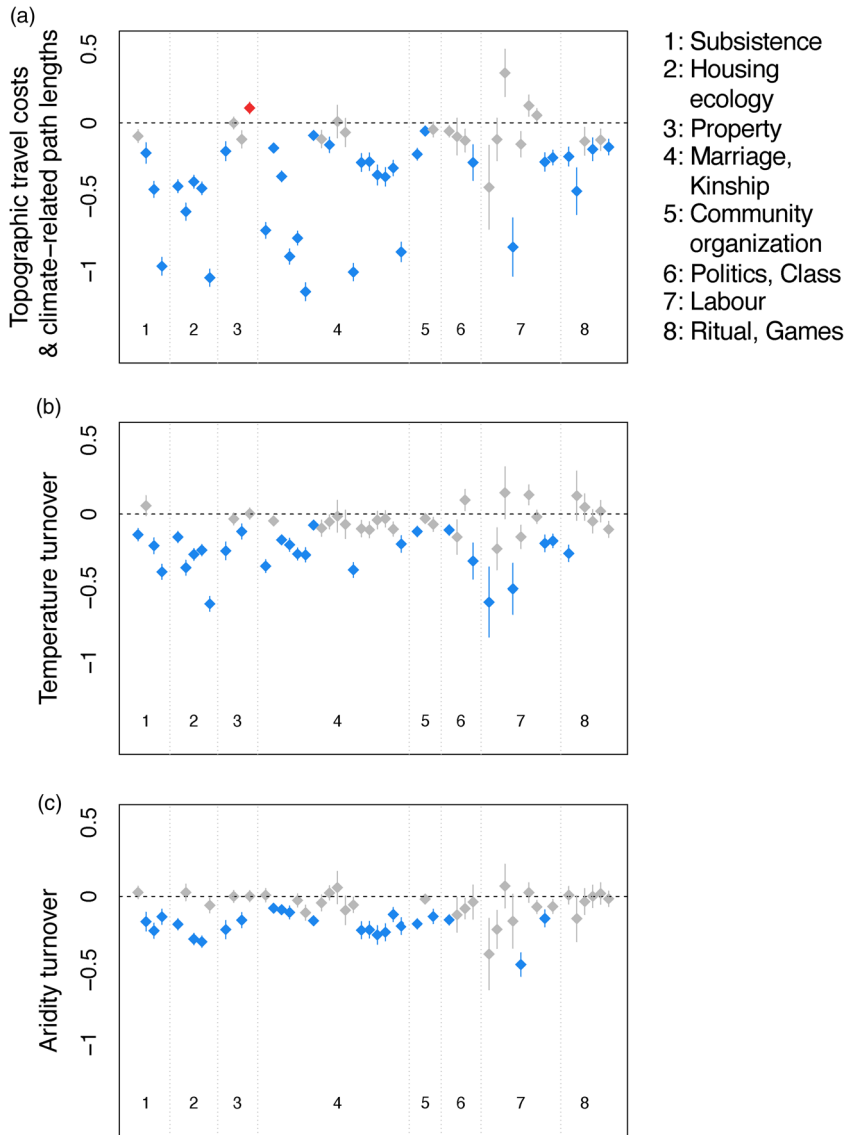 (a)
Topographic travel costs
& climate−related path lengths
0.5
0
−0.5
−1
1 2 3 4 5 6 7 8
1: Subsistence
2: Housing
ecology
3: Property
4: Marriage,
Kinship
5: Community
organization
6: Politics, Class
7: Labour
8: Ritual, Games
(b)
Temperature turnover
0.5
0
−0.5
−1
1 2 3 4 5 6 7 8
(c)
Aridity turnover
0.5
0
−0.5
−1
1 2 3 4 5 6 7 8